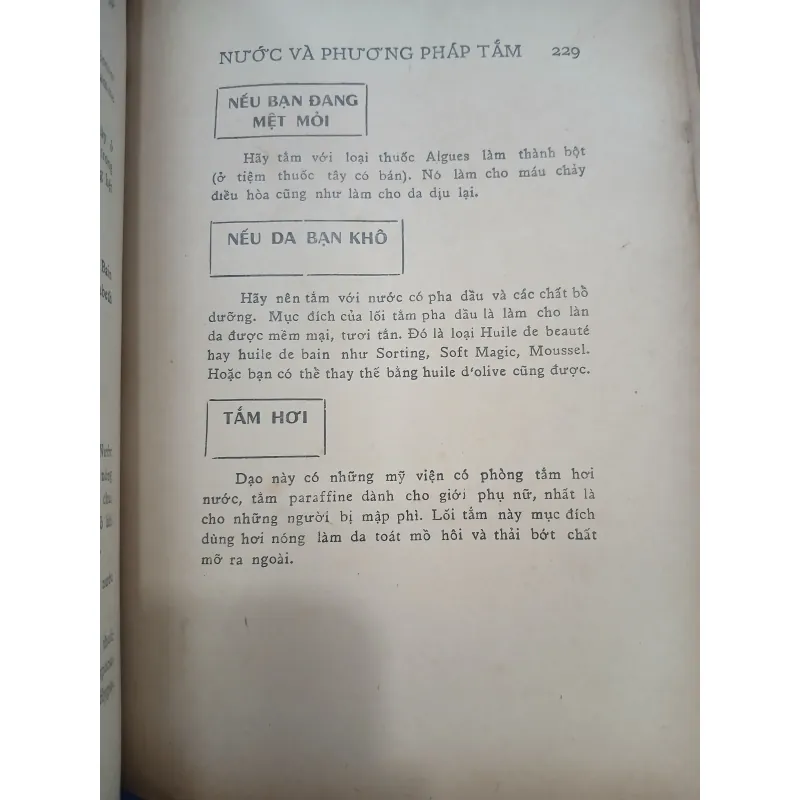 NƯỚC VÀ PHƯƠNG PHÁP TẮM 229
NẾU BẠN ĐANG
MỆT MỎI
Hãy tắm với loại thuốc Algues làm thành bột
(ở tiệm thuốc tây có bán). Nó làm cho máu chảy
điều hòa cũng như làm cho da dịu lại.
NẾU DA BẠN KHÔ
Hãy nên tắm với nước có pha dầu và các chất bồ
dưỡng. Mục đích của lối tắm pha dầu là làm cho làn
da được mềm mại, tươi tắn. Đó là loại Huile de beauté
hay huile de bain như Sorting, Soft Magic, Moussel.
Hoặc bạn có thể thay thế bằng huile d'olive cũng được.
TẮM HƠI
Dạo này có những mỹ viện có phòng tắm hơi
nước, tắm paraffine dành cho giới phụ nữ, nhất là
cho những người bị mập phì. Lối tắm này mục đích
dùng hơi nóng làm da toát mồ hôi và thải bớt chất
mỡ ra ngoài.
Bain